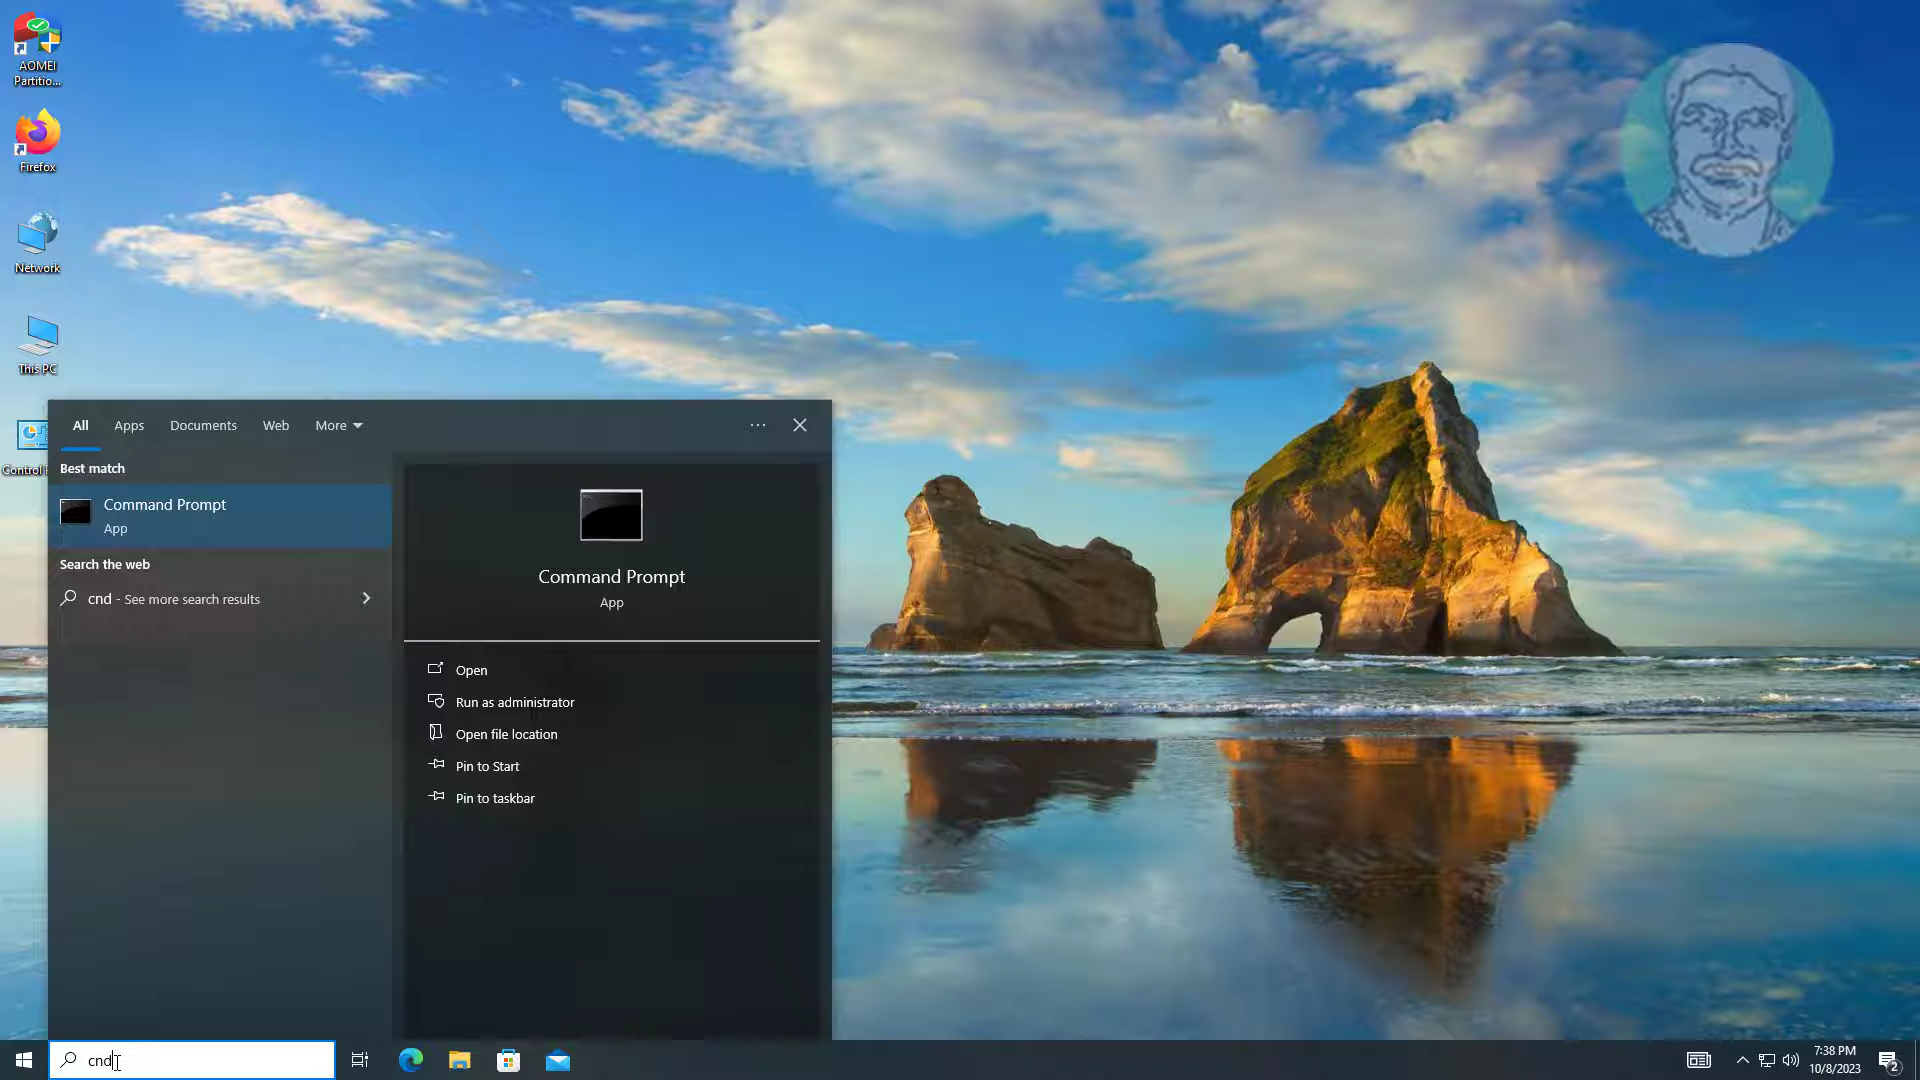 AOMEI
Partitio...
Firefox
Network
This PC
Control
All
Apps
Documents
Web
More
Best match
Command Prompt
App
Search the web
cnd - See more search results
Command Prompt
App
Open
Run as administrator
Open file location
Pin to Start
Pin to taskbar
cnd
7:38 PM
10/8/2023
2